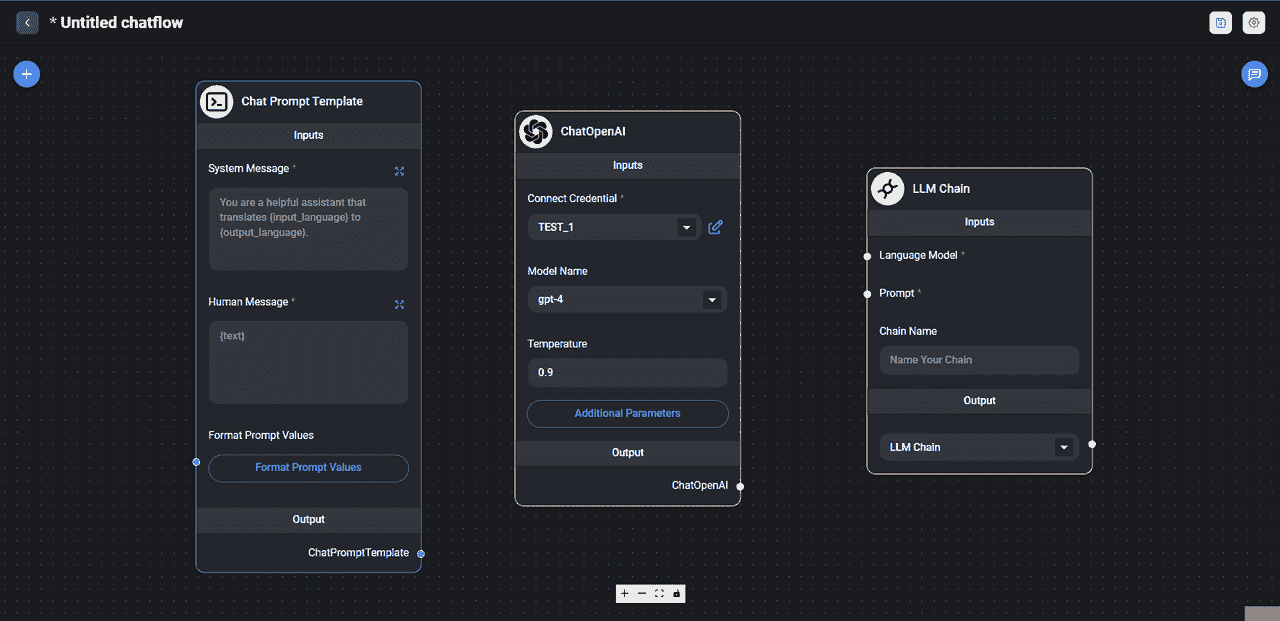 * Untitled chatflow
Chat Prompt Template
Inputs
System Message *
You are a helpful assistant that
translates {input_language} to
{output_language}.
Human Message *
{text}
Format Prompt Values
Format Prompt Values
Output
ChatPromptTemplate
ChatOpenAI
Inputs
Connect Credential *
TEST_1
Model Name
gpt-4
Temperature
0.9
Additional Parameters
Output
ChatOpenAI
LLM Chain
Inputs
Language Model *
Prompt *
Chain Name
Name Your Chain
Output
LLM Chain